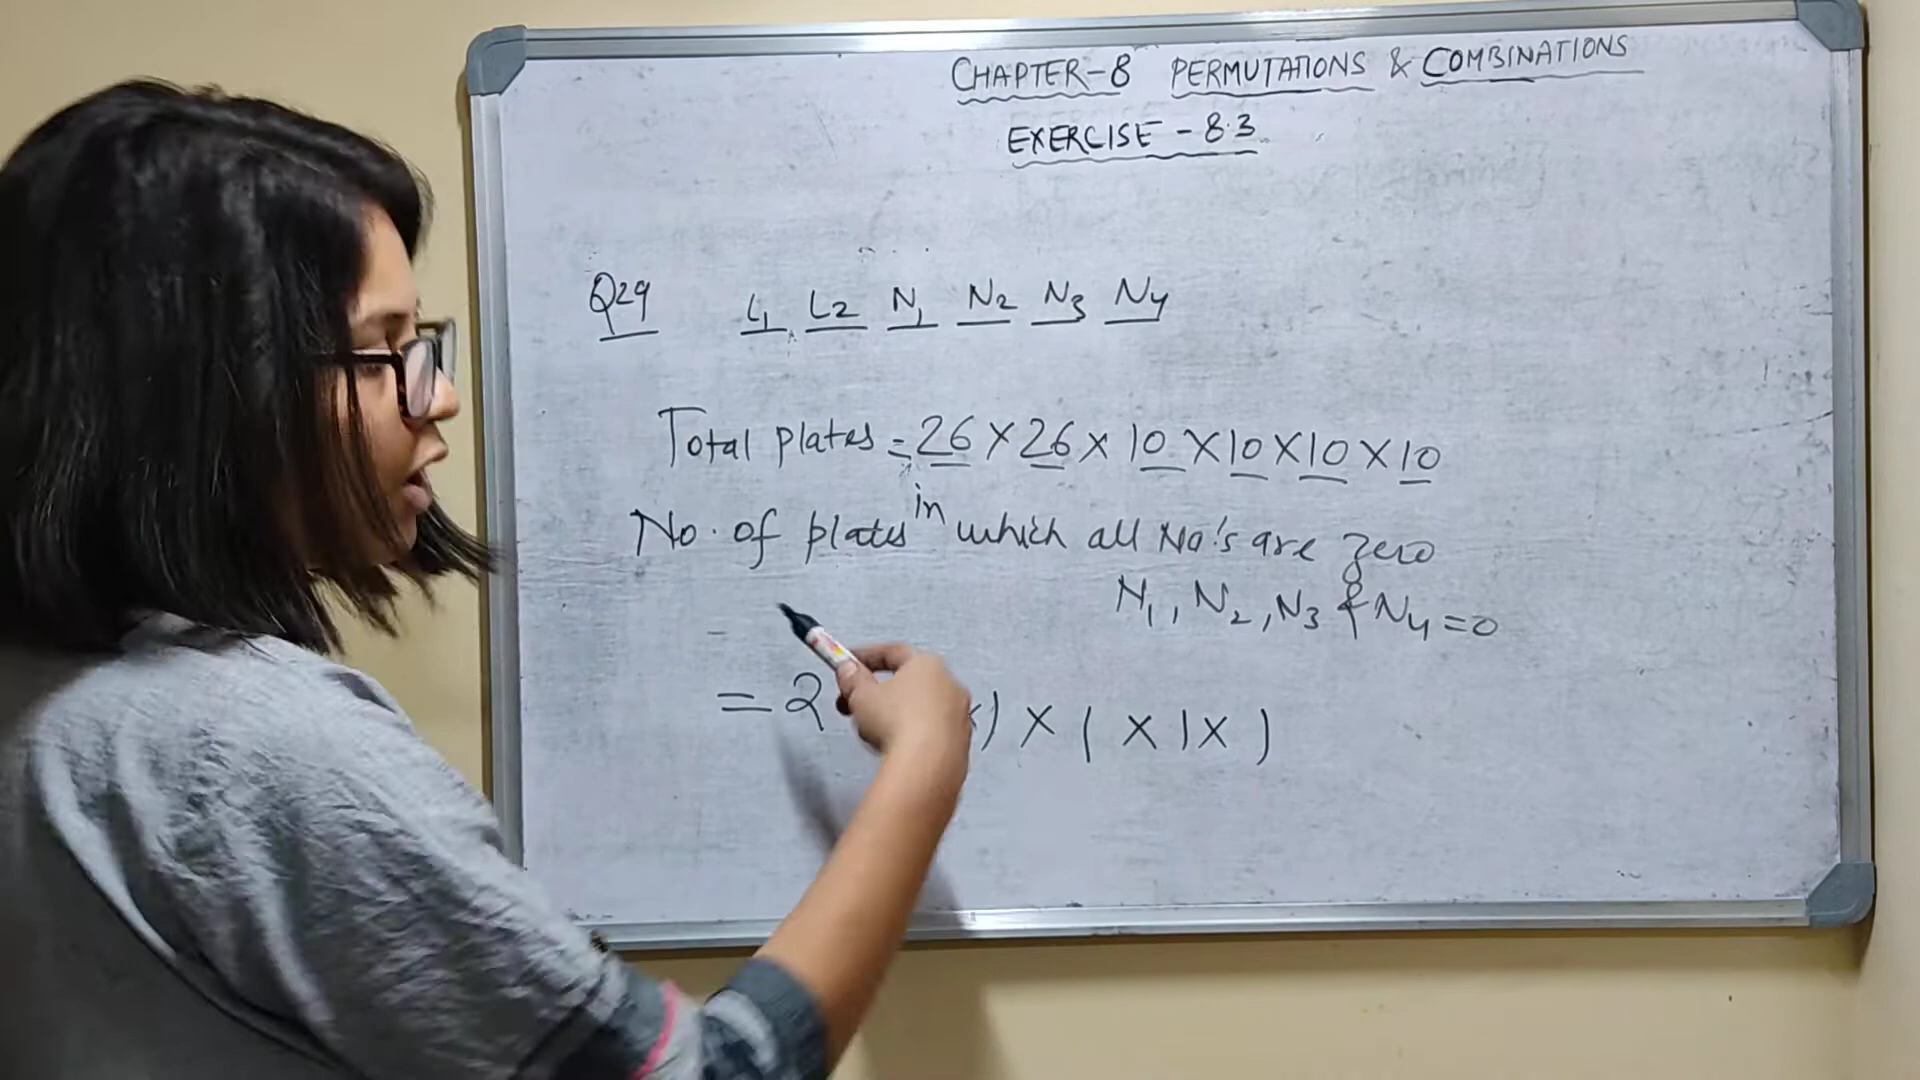 CHAPTER-8 PERMUTATIONS & COMBINATIONS
EXERCISE - 8.3
Q29 L1 L2 N1 N2 N3 N4
Total plates = 26 X 26 X 10 X 10 X 10 X 10
No. of plates in which all No's are zero
N1, N2, N3 & N4 = 0
= 2 ) X ( X 1 X )